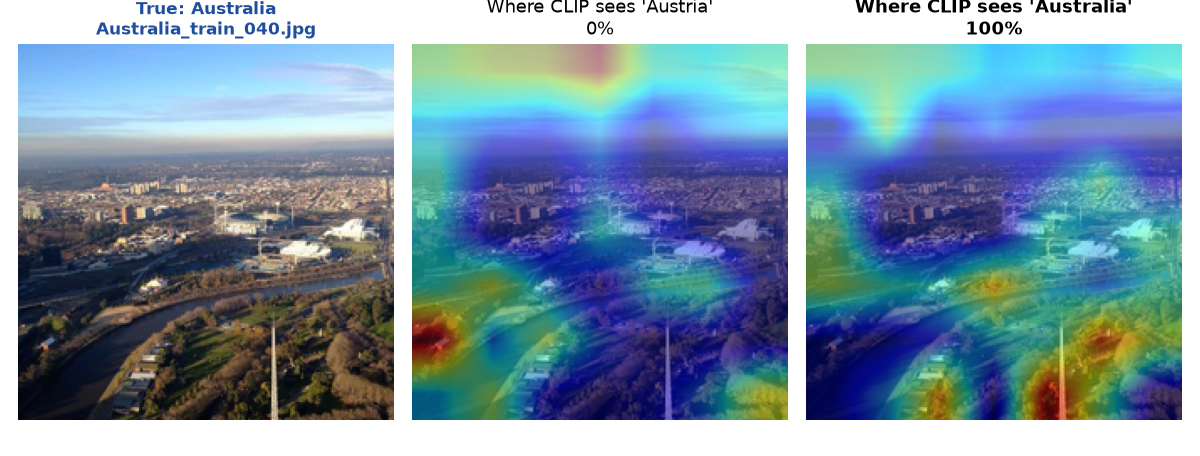 True: Australia
Australia_train_040.jpg
Where CLIP sees 'Austria'
0%
Where CLIP sees 'Australia'
100%